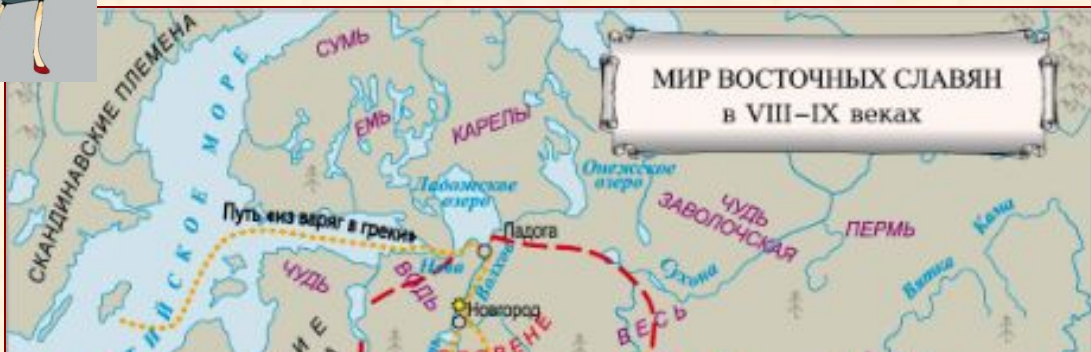 МИР ВОСТОЧНЫХ СЛАВЯН
в VIII–IX веках
СКАНДИНАВСКИЕ ПЛЕМЕНА
МОРЕ
СУМЬ
ЕМЬ
КАРЕЛЫ
Ладожское
озеро
Онежское
озеро
ЧУДЬ
ЗАВОЛОЧСКАЯ
ПЕРМЬ
Кама
Вятка
Сухона
Путь «из варяг в греки»
Ладога
Нева
Волхов
ЧУДЬ
ВОДЬ
Новгород
ВЕСЬ